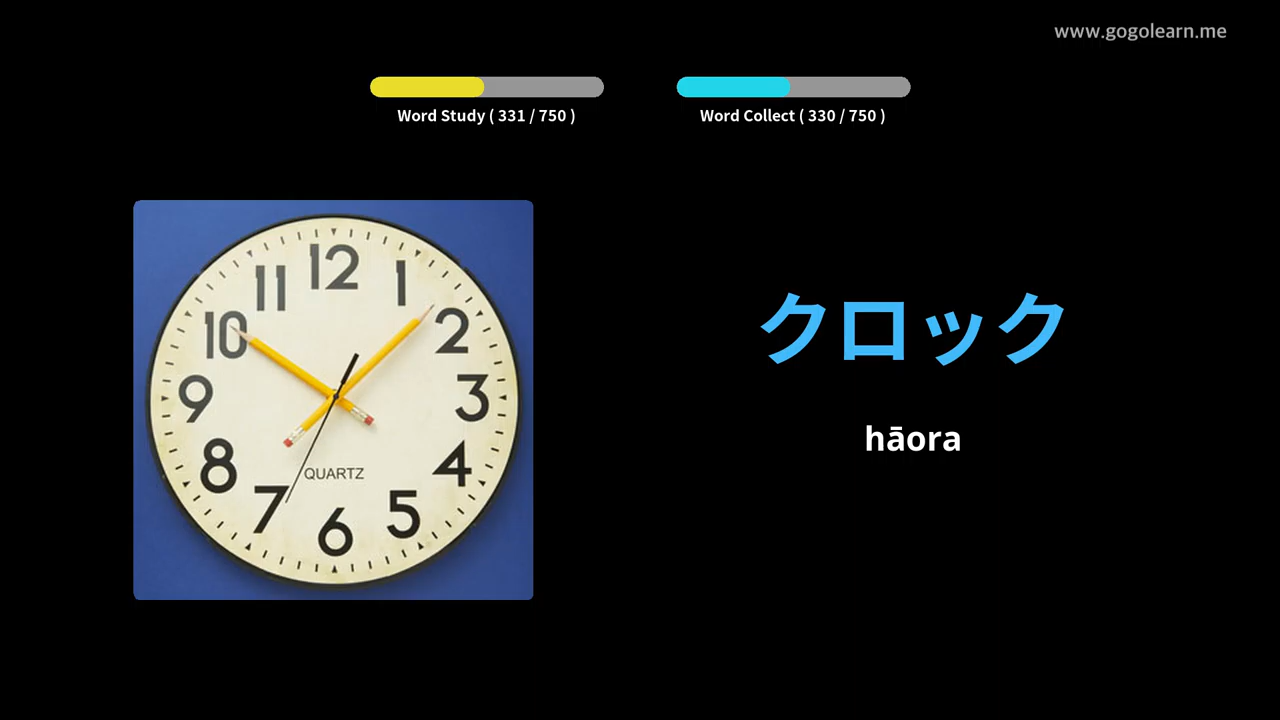 www.gogolearn.me
Word Study ( 331 / 750 )
Word Collect ( 330 / 750 )
12
11
1
10
2
9
3
8
4
QUARTZ
7
5
6
クロック
hāora